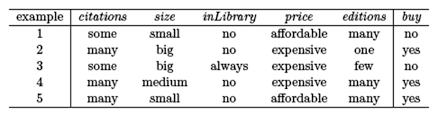 example citations size inLibrary price editions buy
1 some small no affordable many no
2 many big no expensive one yes
3 some big always expensive few no
4 many medium no expensive many yes
5 many small no affordable many yes